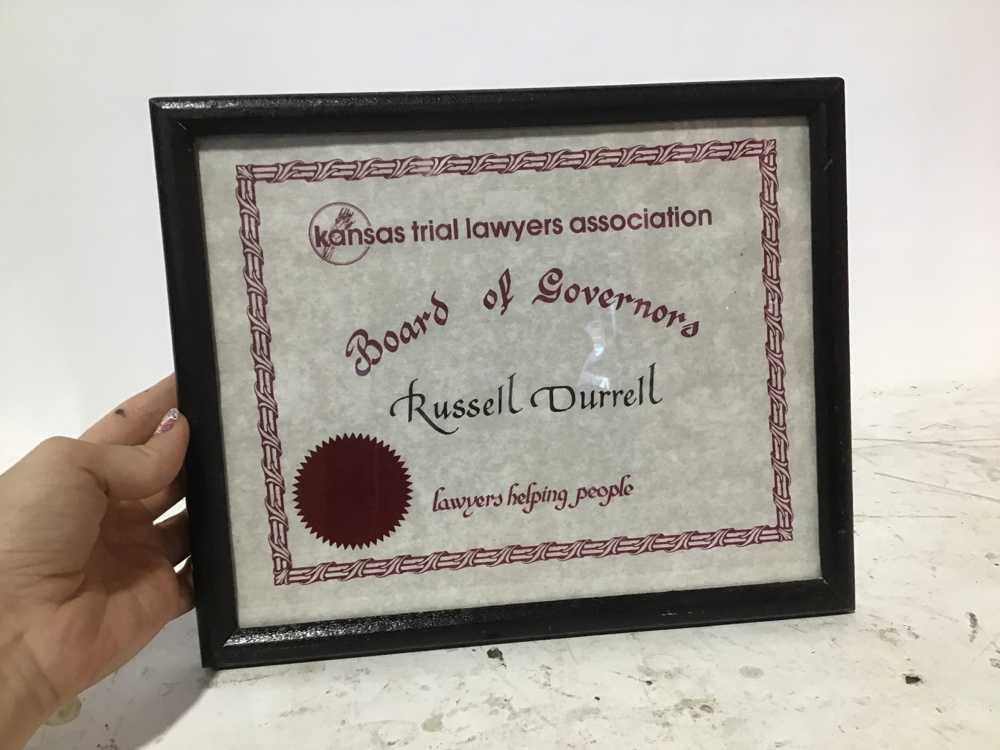 kansas trial lawyers association
Board of Governors
Russell Durrell
lawyers helping people